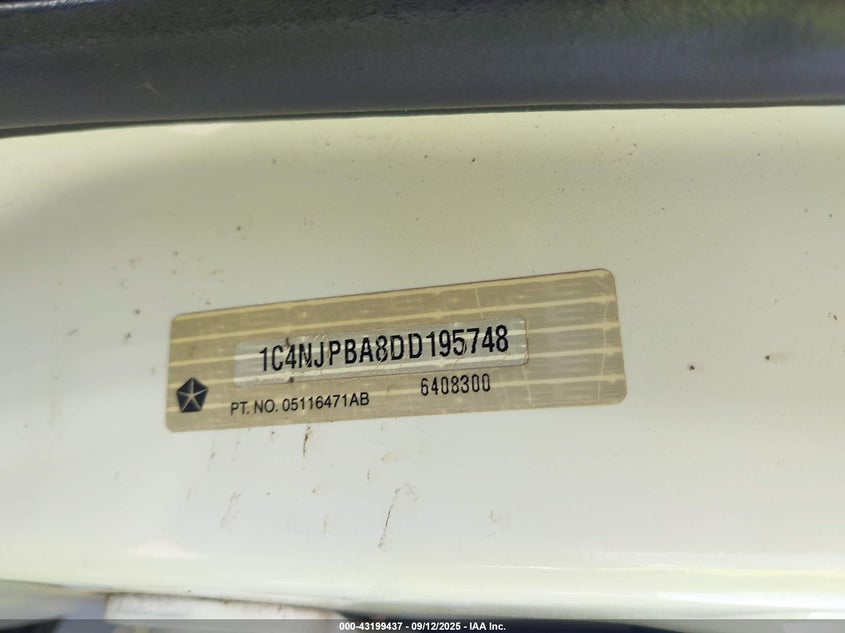 1C4NJPBA8DD195748
PT. NO. 05116471AB 6408300
000-43199437 - 09/12/2025 - IAA Inc.